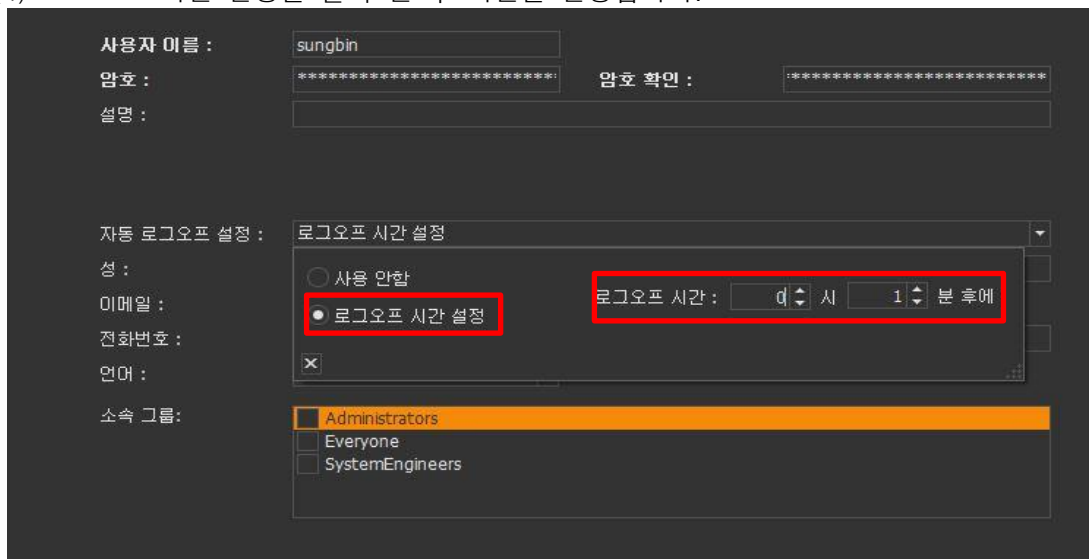 사용자 이름 : sungbin
암호 : ************************* 암호 확인 : *************************
설명 :
자동 로그오프 설정 : 로그오프 시간 설정
성 :
사용 안함
이메일 :
로그오프 시간 설정
로그오프 시간 : 0 시 1 분 후에
전화번호 :
언어 :
소속 그룹:
Administrators
Everyone
SystemEngineers